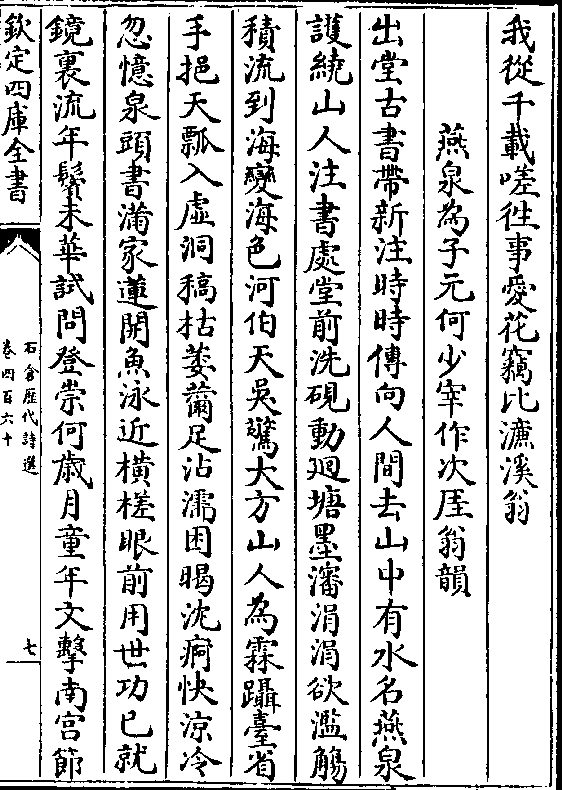 我從千載嗟徃事愛花竊比濂溪翁
燕泉為子元何少宰作次厓翁韻
出堂古書帶新注時時傳向人間去山中有水名燕泉
護繞山人注書處堂前洗硯動迴塘墨瀋涓涓欲濫觴
積流到海變海色河伯天吳驚大方山人為霖躡臺省
手挹天瓢入虛洞稿枯萎薾足沾濡困暍沈痾快涼冷
忽憶泉頭書滿家蓮開魚泳近橫槎眼前用世功已就
鏡裏流年鬢未華試問登崇何歲月童年文擊南宮節
欽定四庫全書
石倉歷代詩選
卷四百六十
七